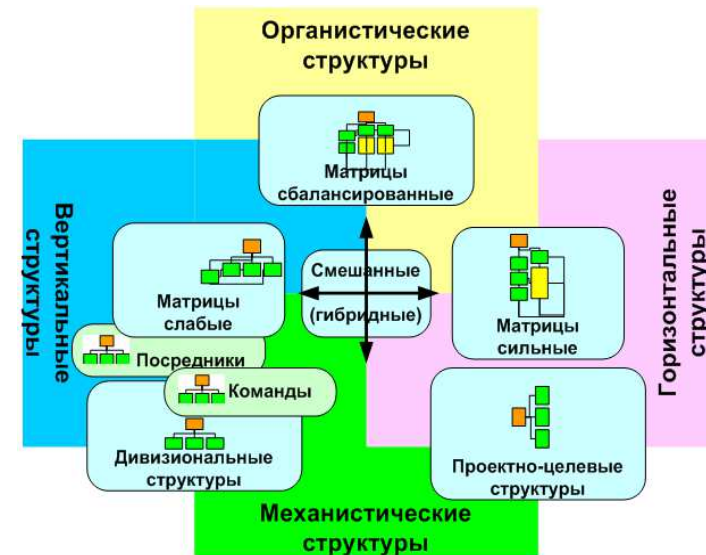 Органистические
структуры
Матрицы
сбалансированные
Вертикальные
структуры
Горизонтальные
структуры
Матрицы
слабые
Смешанные
(гибридные)
Матрицы
сильные
Посредники
Команды
Дивизиональные
структуры
Проектно-целевые
структуры
Механистические
структуры